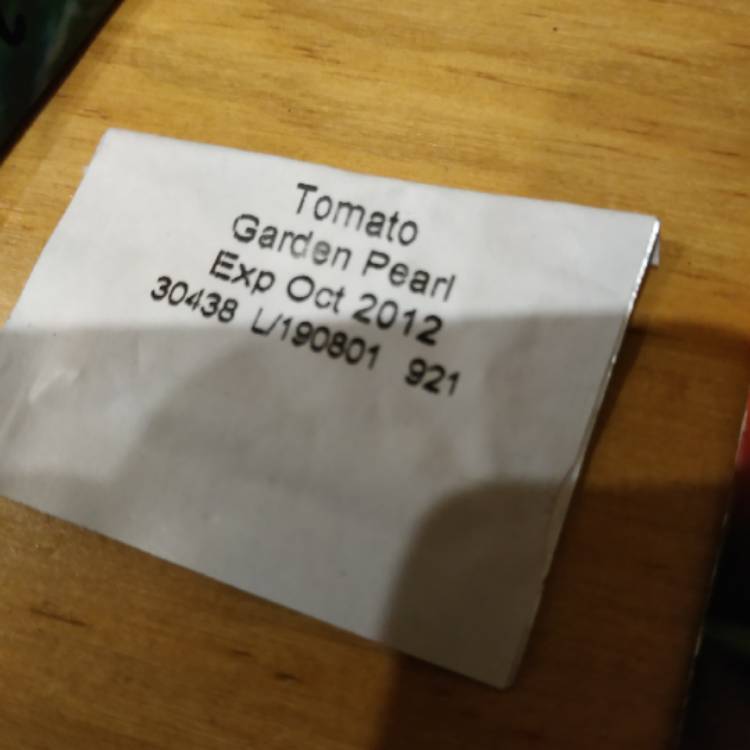 Tomato
Garden Pearl
Exp Oct 2012
30438 L/190801 921